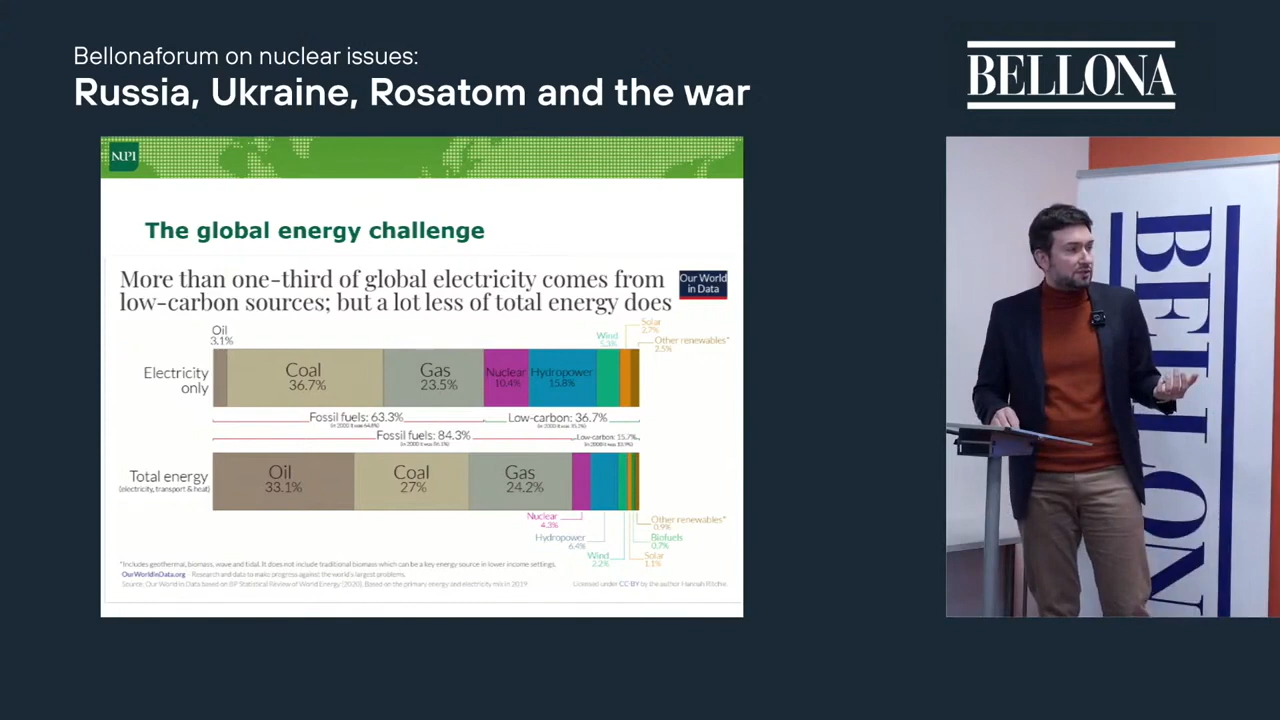 Bellonaforum on nuclear issues:
Russia, Ukraine, Rosatom and the war
BELLONA
NUPI
The global energy challenge
More than one-third of global electricity comes from
low-carbon sources; but a lot less of total energy does
Our World
in Data
Oil
3.1%
Solar
2.7%
Wind
5.3%
Other renewables*
2.5%
Electricity
only
Coal
36.7%
Gas
23.5%
Nuclear
10.4%
Hydropower
15.8%
Fossil fuels: 63.3%
Low-carbon: 36.7%
Fossil fuels: 84.3%
Low-carbon: 15.7%
Total energy
(electricity, transport & heat)
Oil
33.1%
Coal
27%
Gas
24.2%
Nuclear
4.3%
Hydropower
6.4%
Wind
2.2%
Other renewables*
0.9%
Biofuels
0.7%
Solar
1.1%
*Includes geothermal, biomass, wave and tidal. It does not include traditional biomass which can be a key energy source in lower income settings.
OurWorldinData.org – Research and data to make progress against the world's largest problems.
Source: Our World in Data based on BP Statistical Review of World Energy (2020). Based on the primary energy and electricity mix in 2019
Licensed under CC-BY by the author Hannah Ritchie.
BELLON